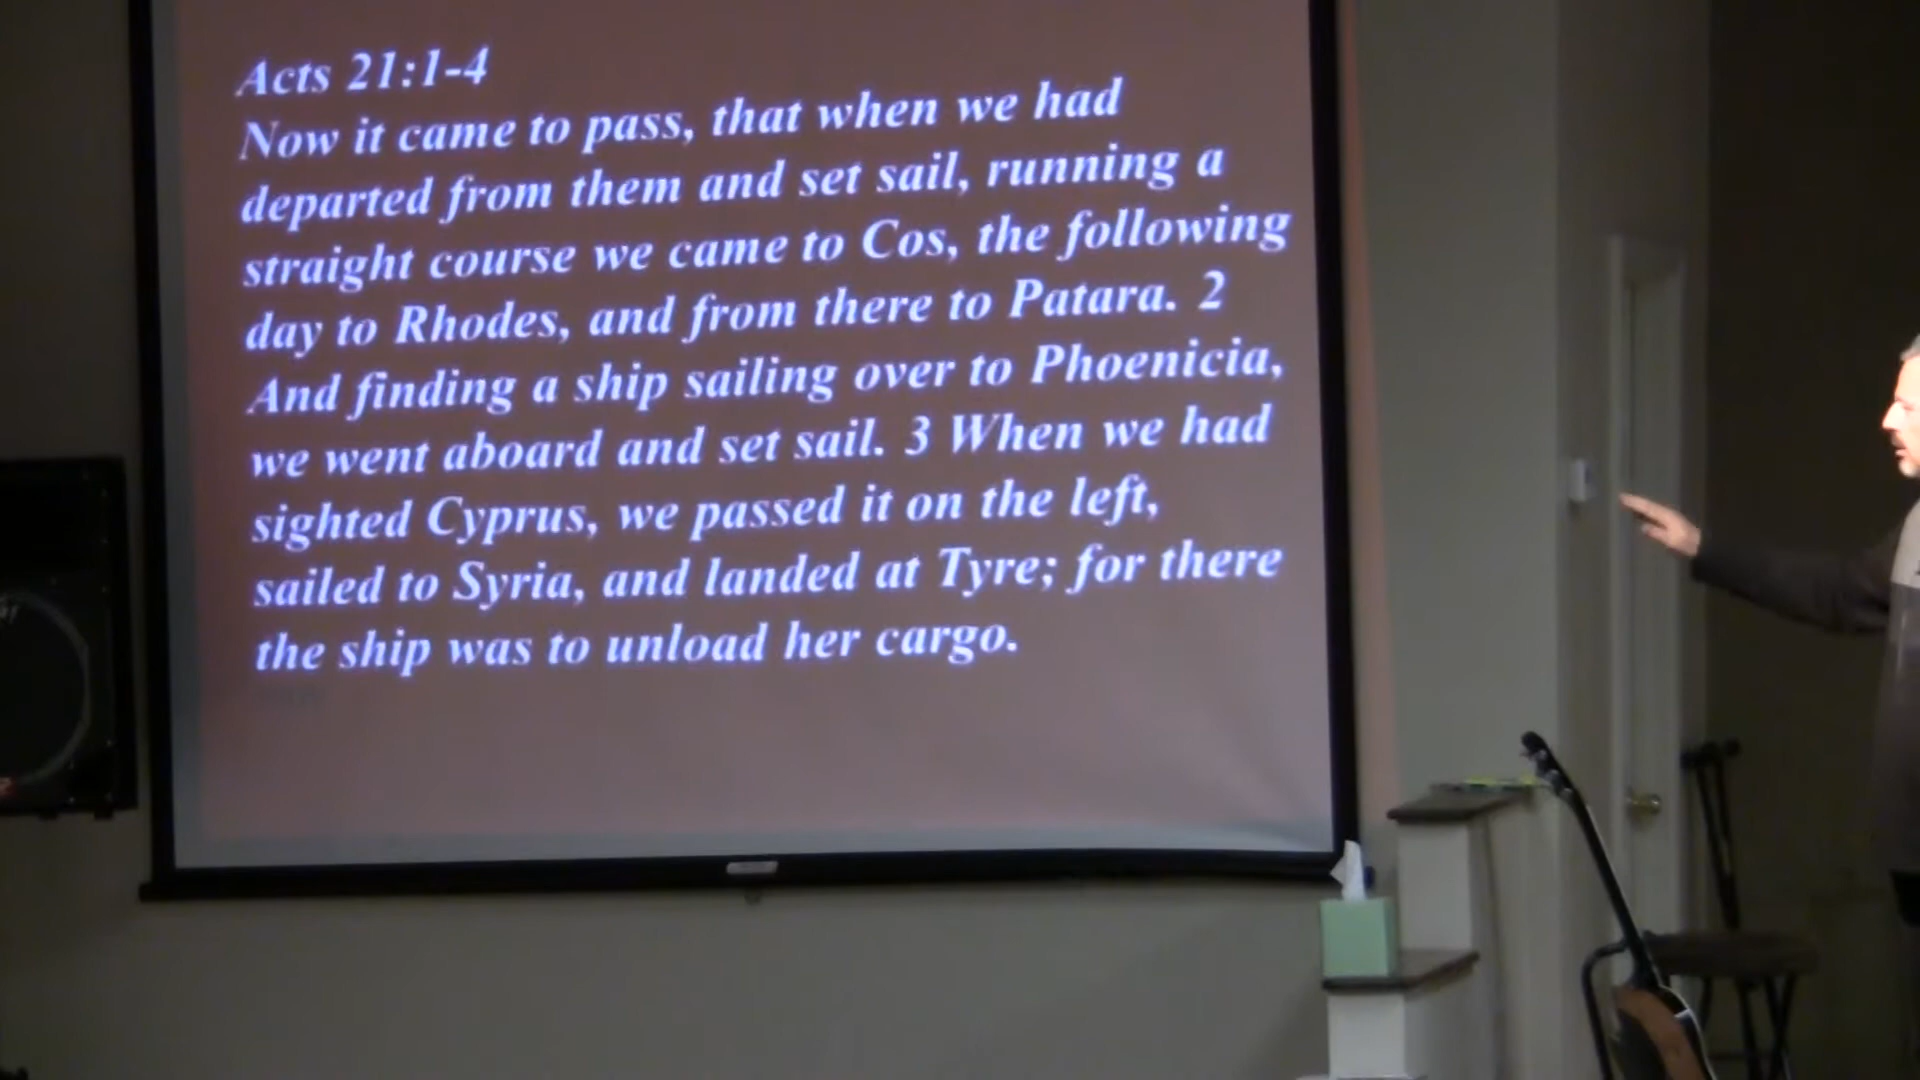 Acts 21:1-4
Now it came to pass, that when we had
departed from them and set sail, running a
straight course we came to Cos, the following
day to Rhodes, and from there to Patara. 2
And finding a ship sailing over to Phoenicia,
we went aboard and set sail. 3 When we had
sighted Cyprus, we passed it on the left,
sailed to Syria, and landed at Tyre; for there
the ship was to unload her cargo.